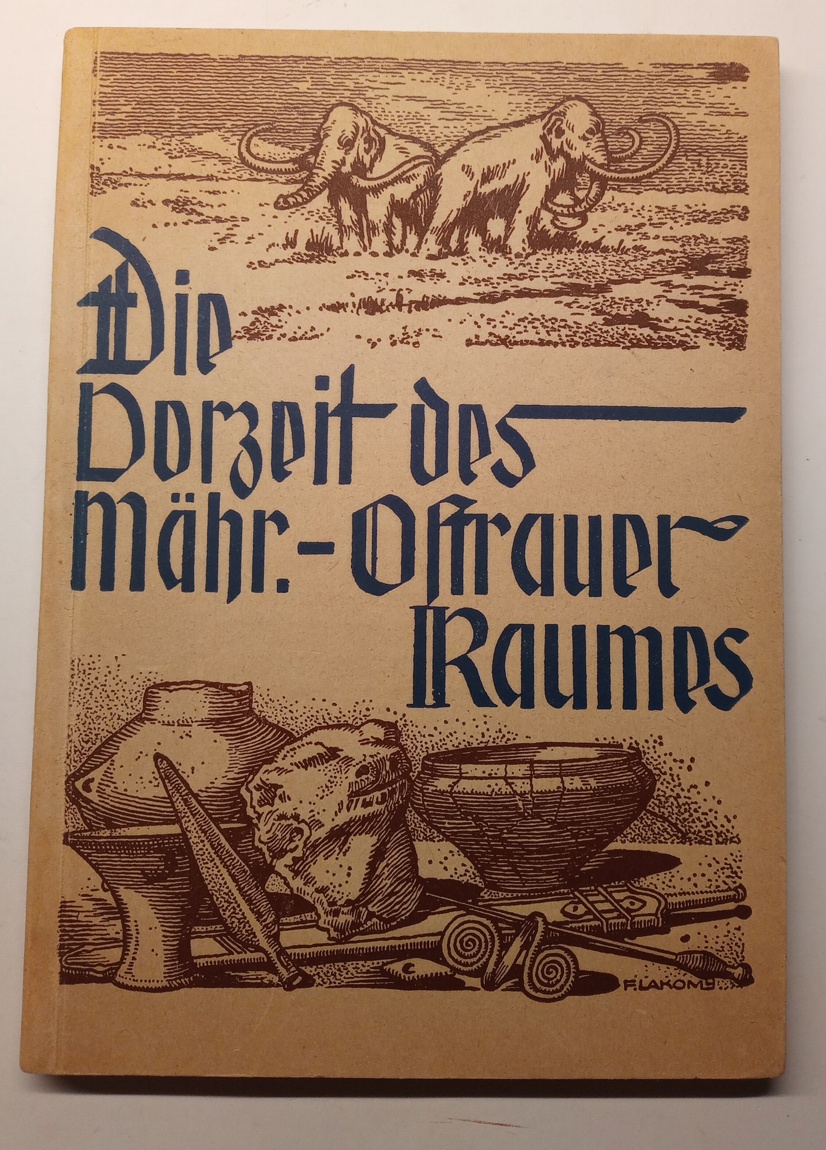 Die
Vorzeit des
Mähr.-Ostrauer
Raumes
F. LAKOMY